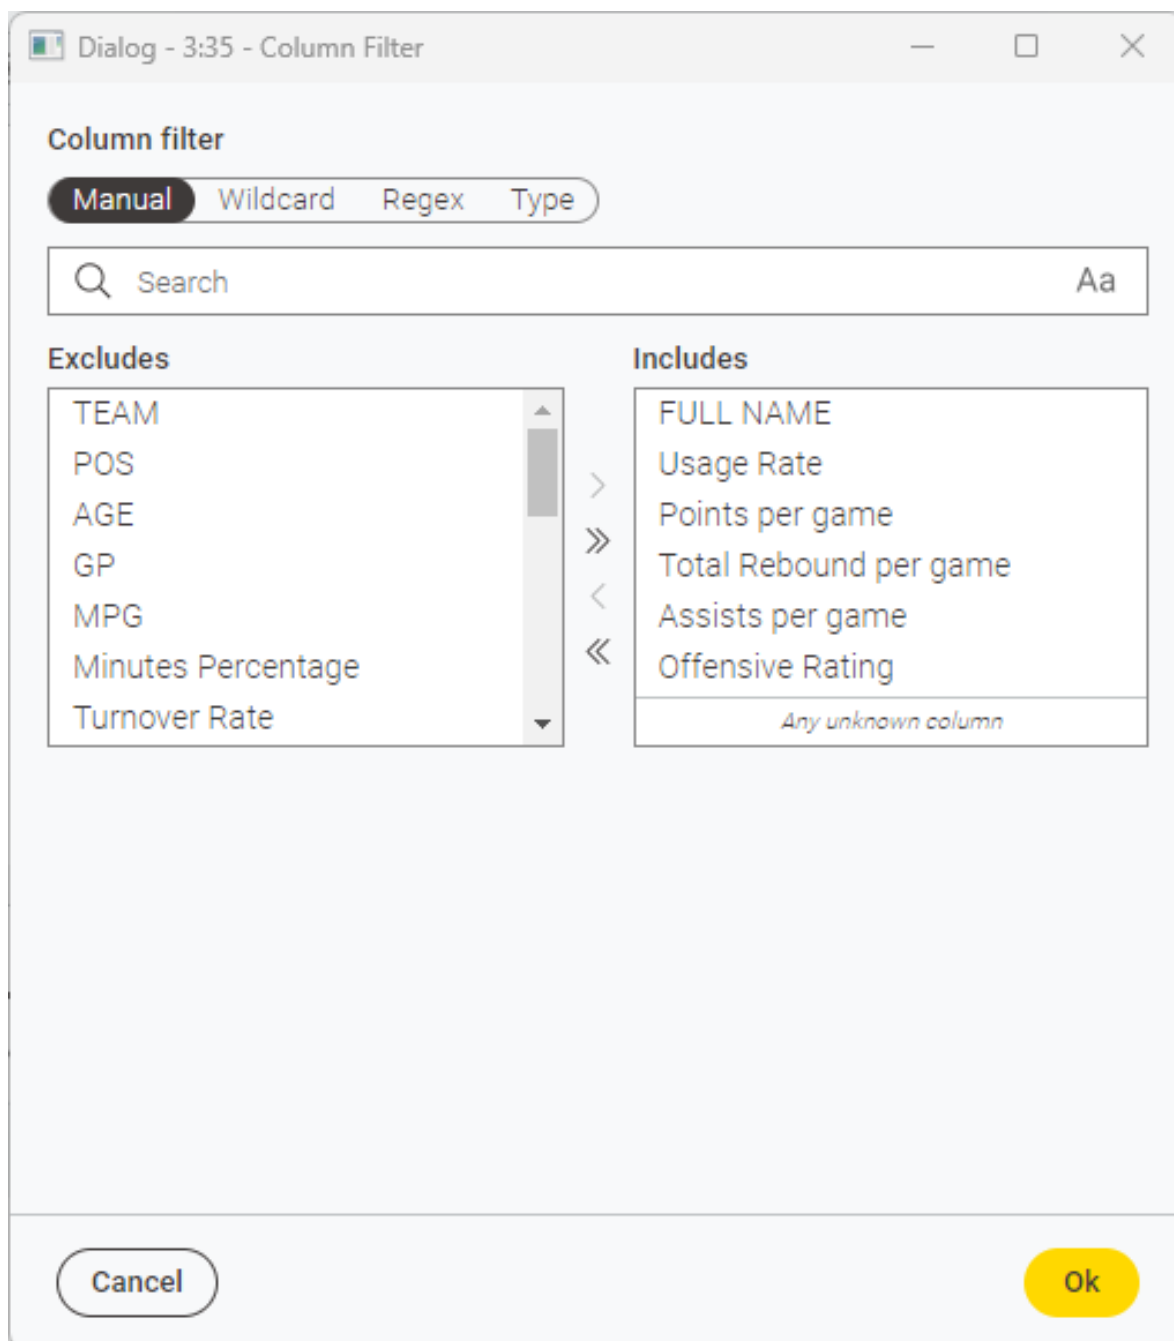 Dialog - 3:35 - Column Filter
Column filter
Manual Wildcard Regex Type
Search Aa
Excludes
TEAM
POS
AGE
GP
MPG
Minutes Percentage
Turnover Rate
Includes
FULL NAME
Usage Rate
Points per game
Total Rebound per game
Assists per game
Offensive Rating
Any unknown column
Cancel Ok